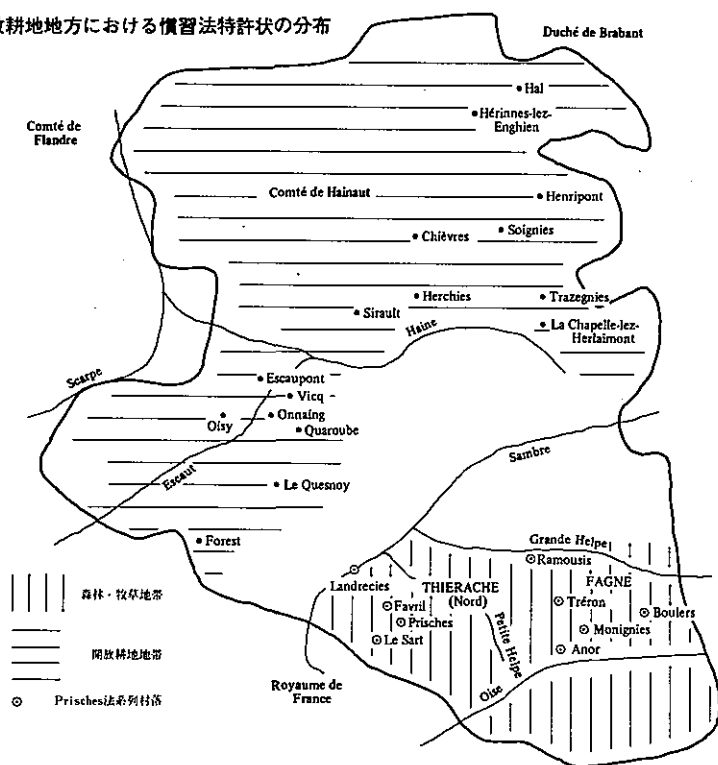 耕地地方における慣習法特許状の分布
Duché de Brabant
Hal
Hérinnes-lez-
Enghien
Comté de
Flandre
Comté de Hainaut
Henripont
Soignies
Chièvres
Herchies
Trazegnies
Sirault
La Chapelle-lez-
Herlaimont
Haine
Scarpe
Escaupont
Vicq
Oisy
Onnaing
Quaroube
Sambre
Escaut
Le Quesnoy
Forest
Grande Helpe
Ramousis
FAGNE
Landrecies
THIERACHE
(Nord)
Favril
Tréron
Boulers
Prisches
Monignies
Le Sart
Petite Helpe
Anor
Royaume de
France
Oise
森林・牧草地帯
開放耕地地帯
Prisches法系列村落